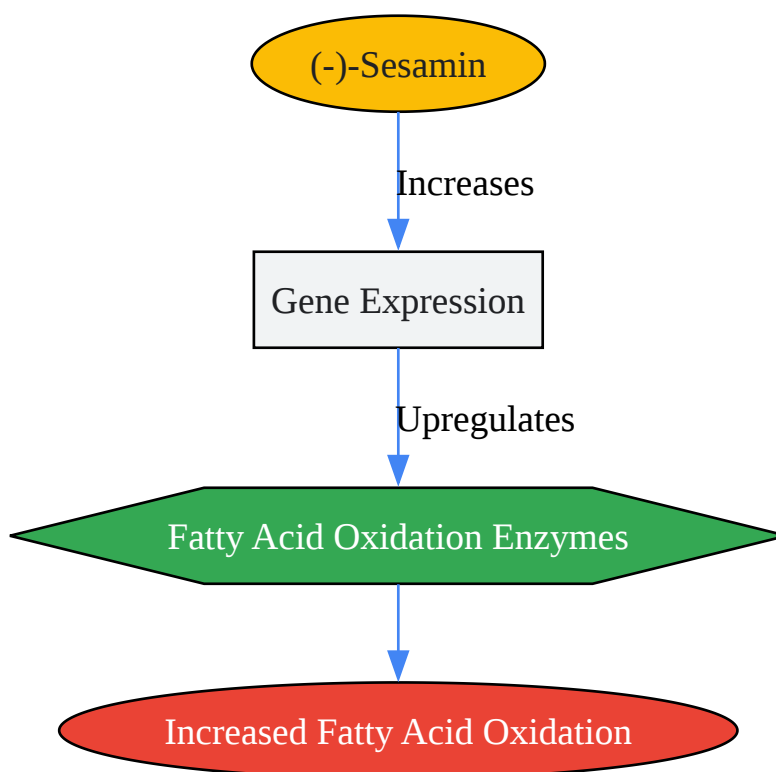 (-)-Sesamin
Increases
Gene Expression
Upregulates
Fatty Acid Oxidation Enzymes
Increased Fatty Acid Oxidation